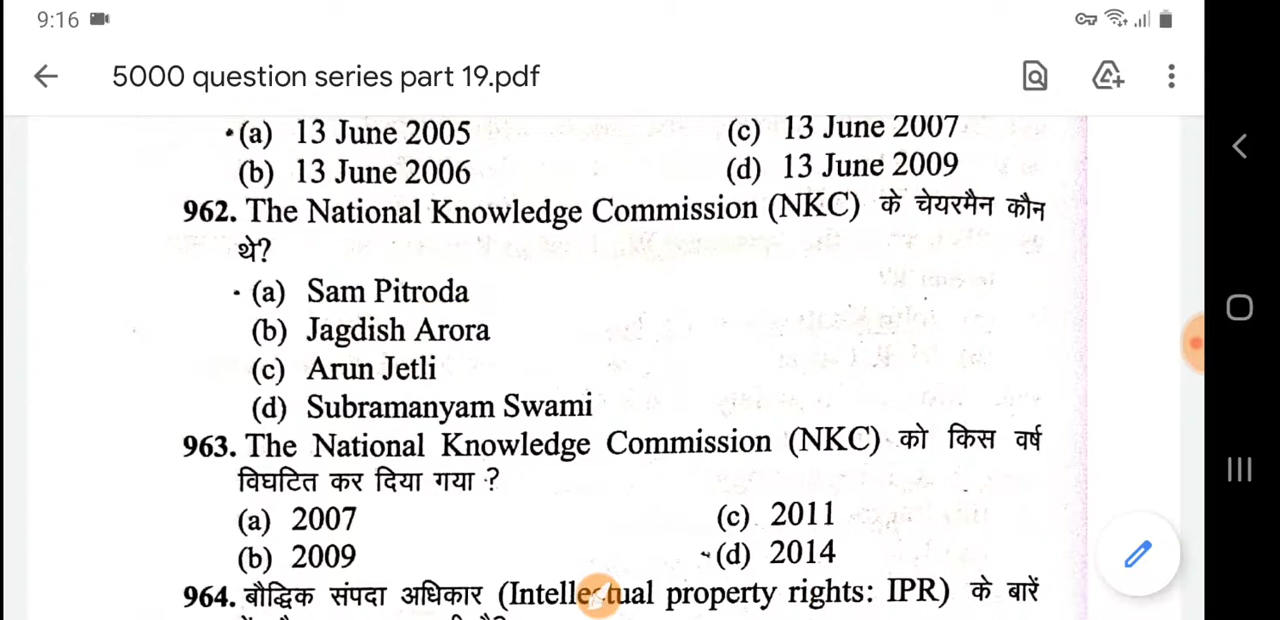 9:16
5000 question series part 19.pdf
(a) 13 June 2005 (c) 13 June 2007
(b) 13 June 2006 (d) 13 June 2009
962. The National Knowledge Commission (NKC) के चेयरमैन कौन
थे?
(a) Sam Pitroda
(b) Jagdish Arora
(c) Arun Jetli
(d) Subramanyam Swami
963. The National Knowledge Commission (NKC) को किस वर्ष
विघटित कर दिया गया ?
(a) 2007 (c) 2011
(b) 2009 (d) 2014
964. बौद्धिक संपदा अधिकार (Intellectual property rights: IPR) के बारें